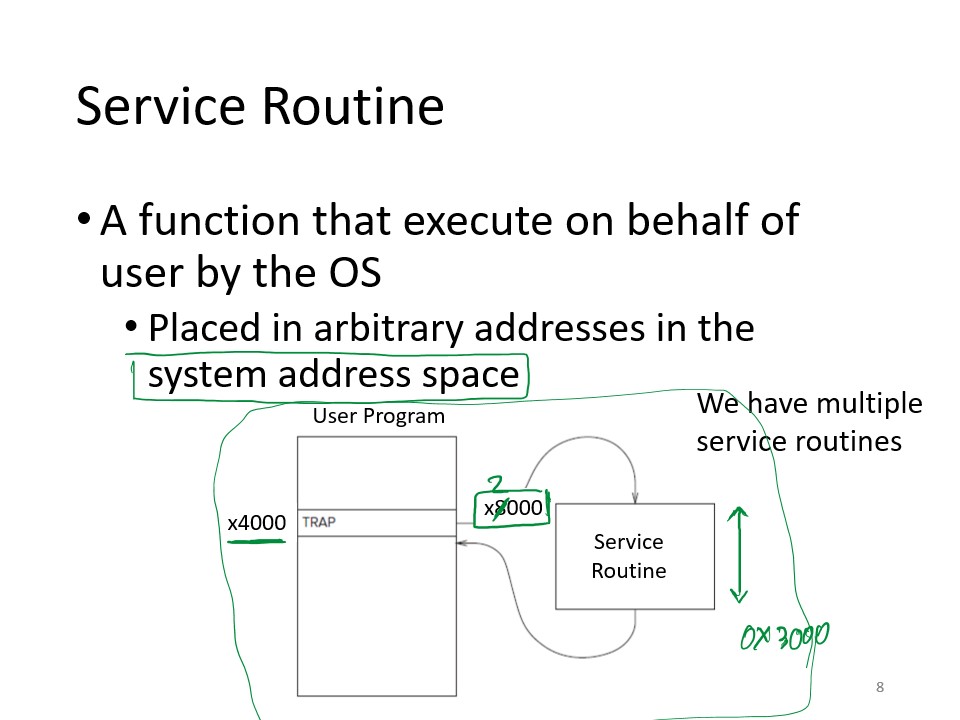 Service Routine
• A function that execute on behalf of
user by the OS
• Placed in arbitrary addresses in the
system address space
We have multiple
service routines
User Program
2
x8000
x4000
TRAP
Service
Routine
0x3000
8